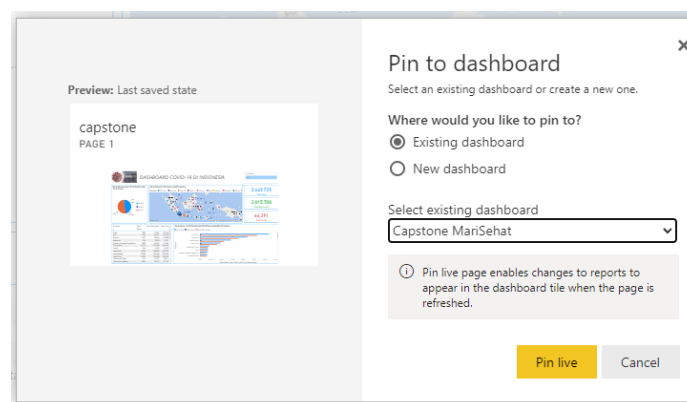 Pin to dashboard
Preview: Last saved state
Select an existing dashboard or create a new one.
capstone
PAGE 1
Where would you like to pin to?
Existing dashboard
New dashboard
DASHBOARD COVID-19 DI INDONESIA
Select existing dashboard
Capstone MariSehat
Pin live page enables changes to reports to
appear in the dashboard tile when the page is
refreshed.
Pin live
Cancel